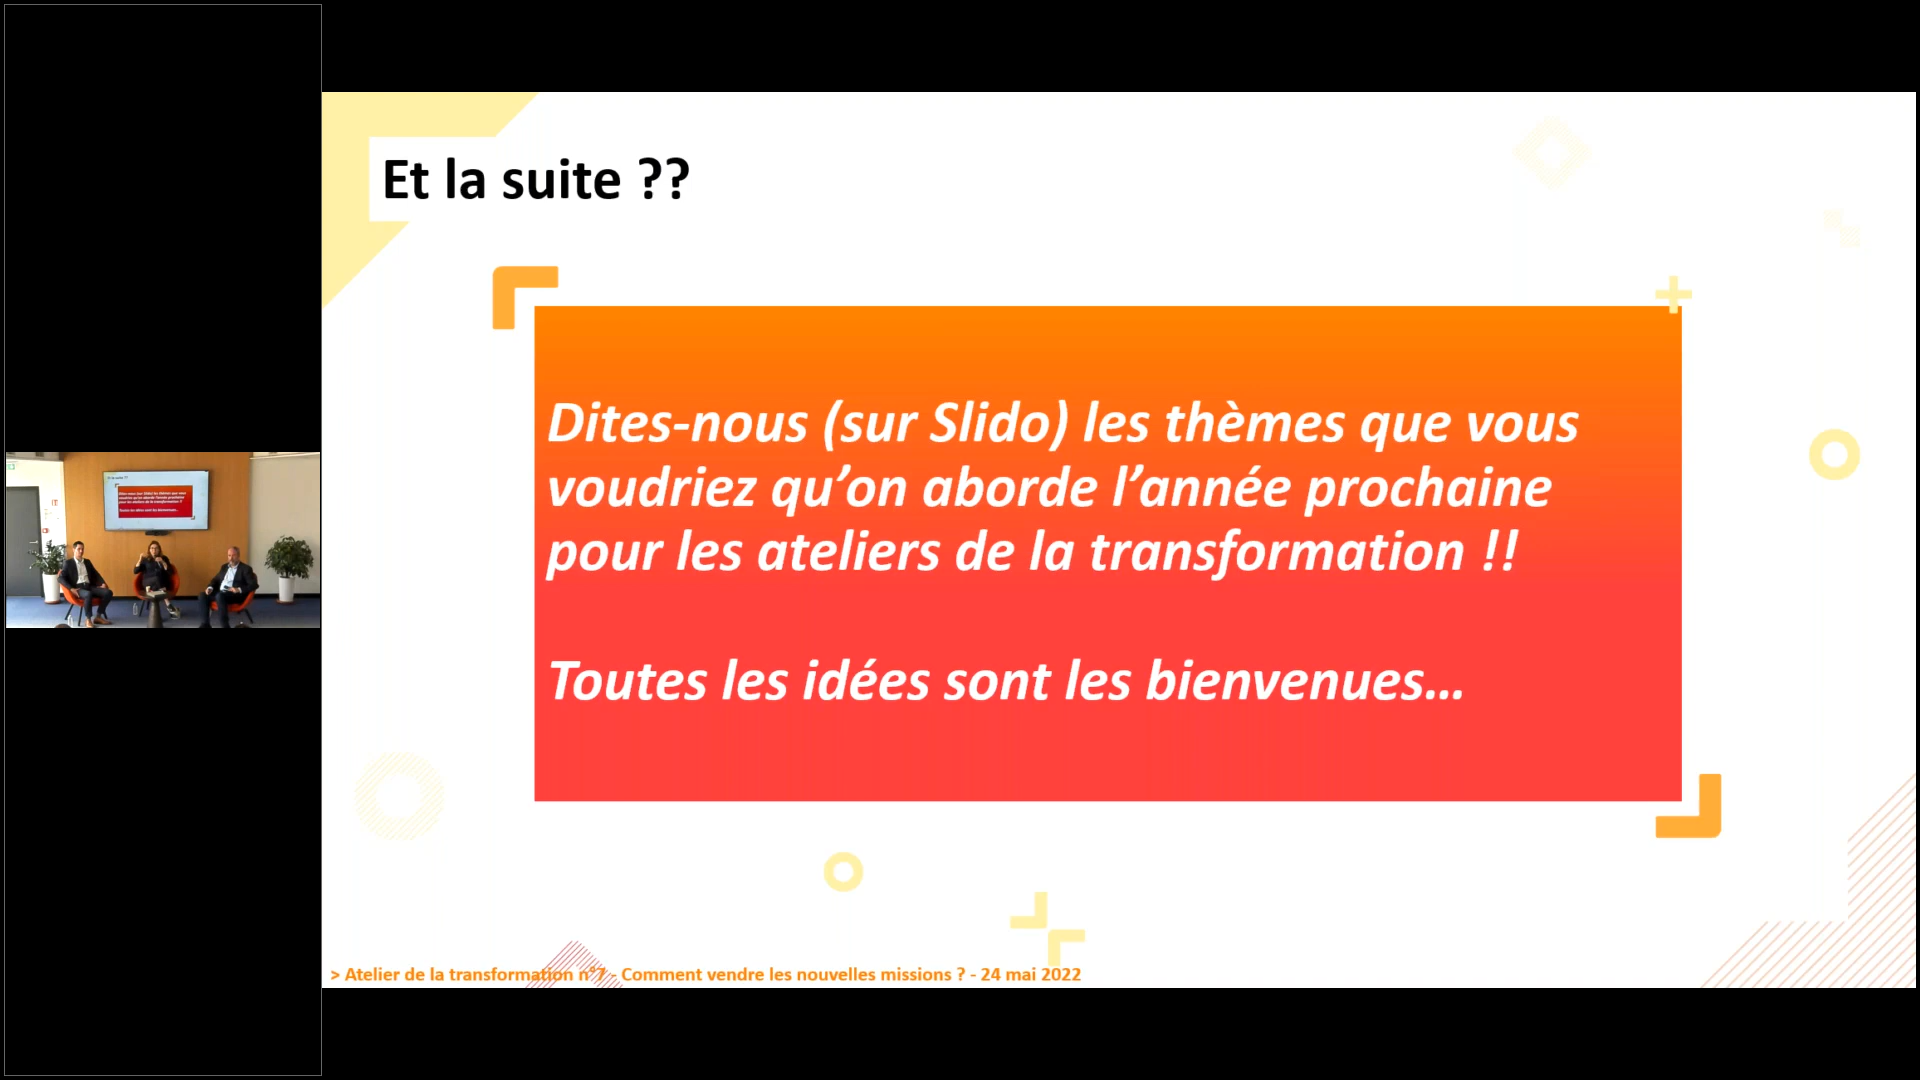 Et la suite ??
Dites-nous (sur Slido) les thèmes que vous
voudriez qu’on aborde l’année prochaine
pour les ateliers de la transformation !!
Toutes les idées sont les bienvenues...
> Atelier de la transformation n°7 - Comment vendre les nouvelles missions ? - 24 mai 2022